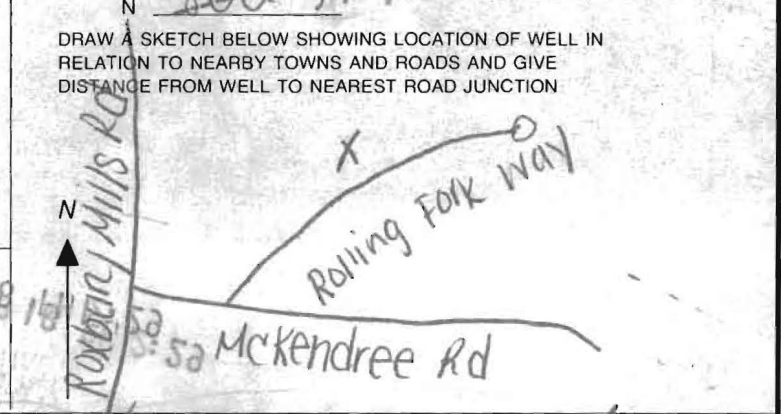 N
DRAW A SKETCH BELOW SHOWING LOCATION OF WELL IN
RELATION TO NEARBY TOWNS AND ROADS AND GIVE
DISTANCE FROM WELL TO NEAREST ROAD JUNCTION
Roxbury Mills Rd
N
X
Rolling Fork Way
McKendree Rd